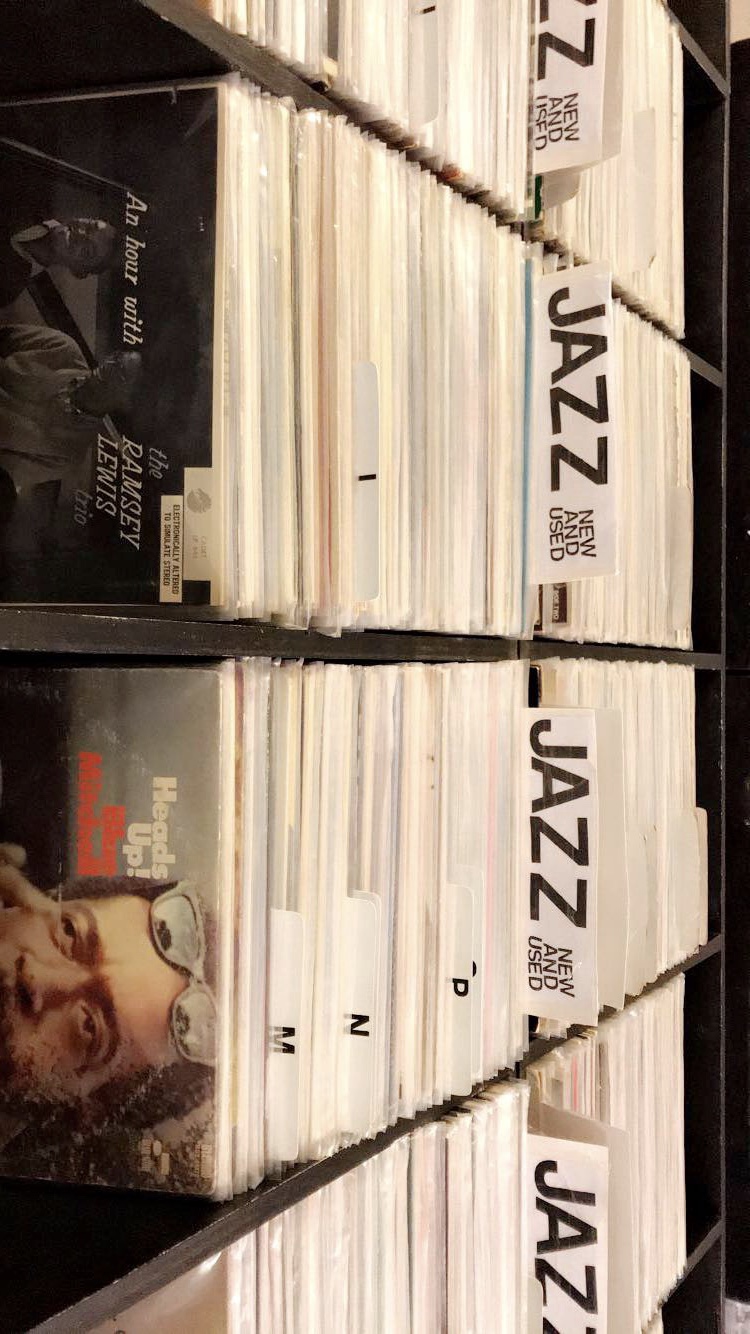 JAZZ
NEW
AND
USED
JAZZ
NEW
AND
USED
JAZZ
NEW
AND
USED
JAZZ
I
I
M
N
P
An hour with
the
RAMSEY
LEWIS
trio
ELECTRONICALLY ALTERED
TO SIMULATE STEREO
Heads
Up!
Blue
Mitchell